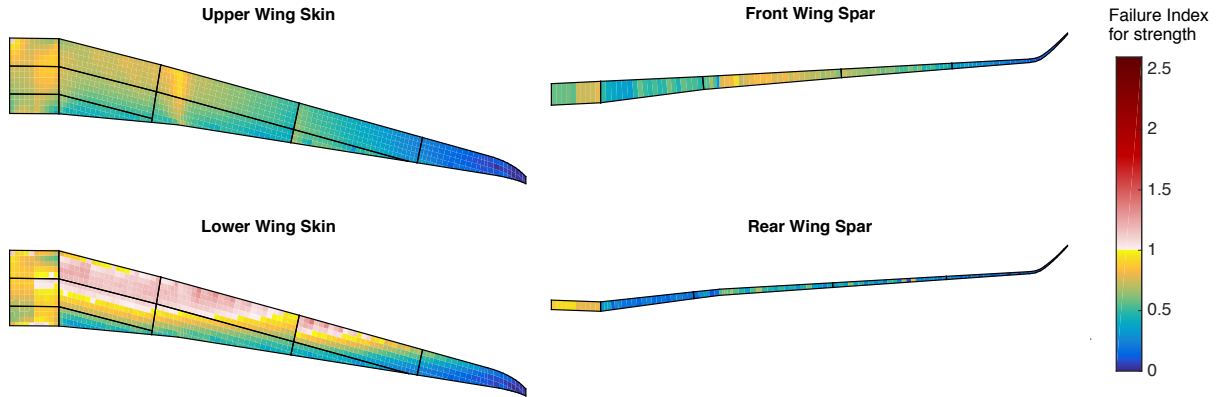 Upper Wing Skin
Front Wing Spar
Failure Index
for strength
2.5
2
1.5
1
0.5
0
Lower Wing Skin
Rear Wing Spar